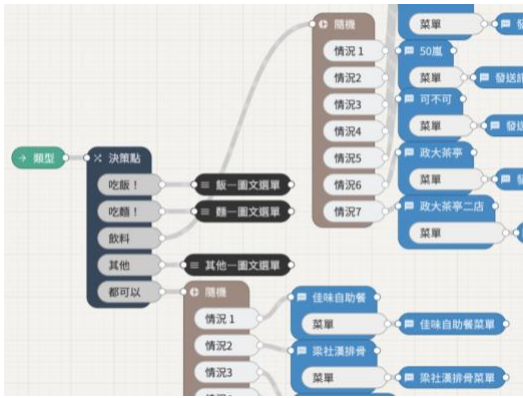 隨機
菜單
情況 1
50嵐
情況2
菜單
發送
情況3
可不可
情況4
菜單
發送
類型
決策點
情況5
政大茶亭
吃飯！
飯一圖文選單
情況6
菜單
發
吃麵！
麵一圖文選單
情況7
政大茶亭二店
飲料
菜單
其他
其他一圖文選單
都可以
隨機
佳味自助餐
情況 1
菜單
佳味自助餐菜單
情況2
梁社漢排骨
情況3
菜單
梁社漢排骨菜單